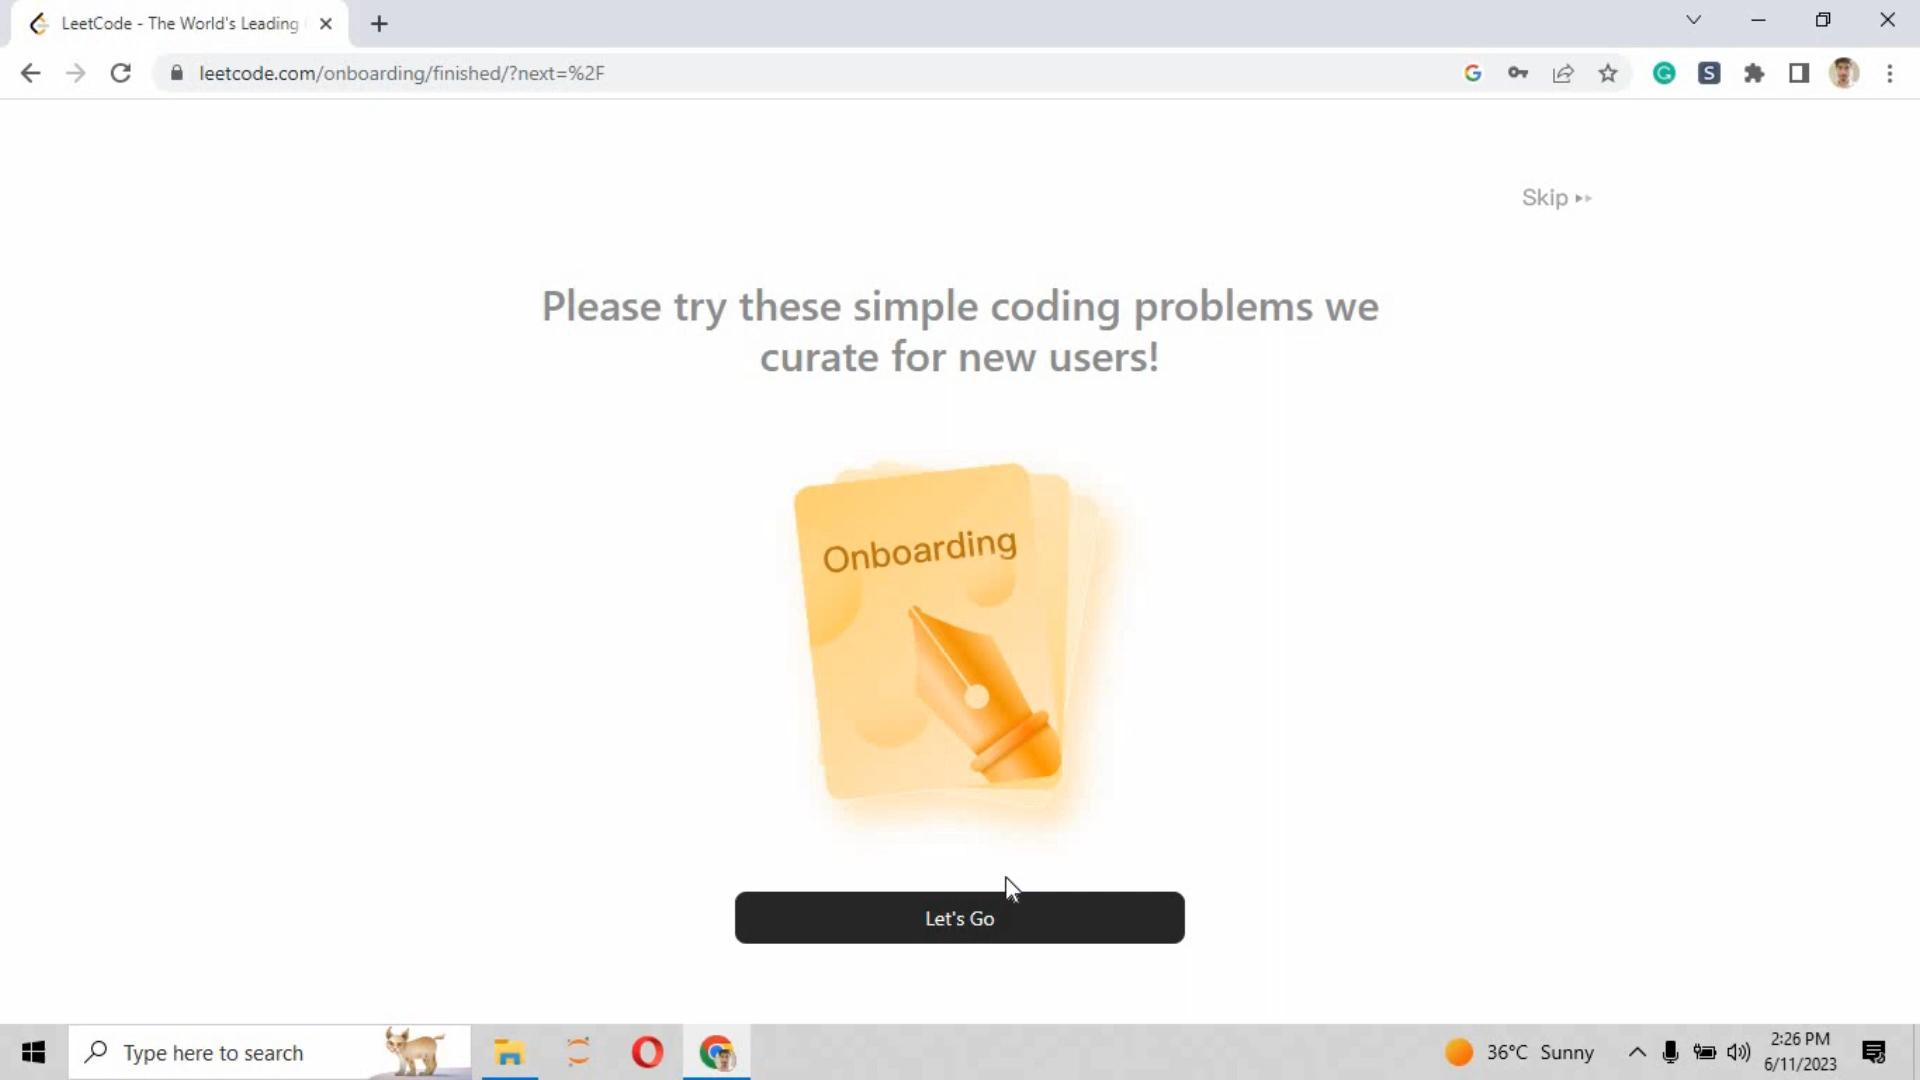 LeetCode - The World's Leading
leetcode.com/onboarding/finished/?next=%2F
Skip
Please try these simple coding problems we
curate for new users!
Onboarding
Let's Go
Type here to search
36°C Sunny
2:26 PM
6/11/2023